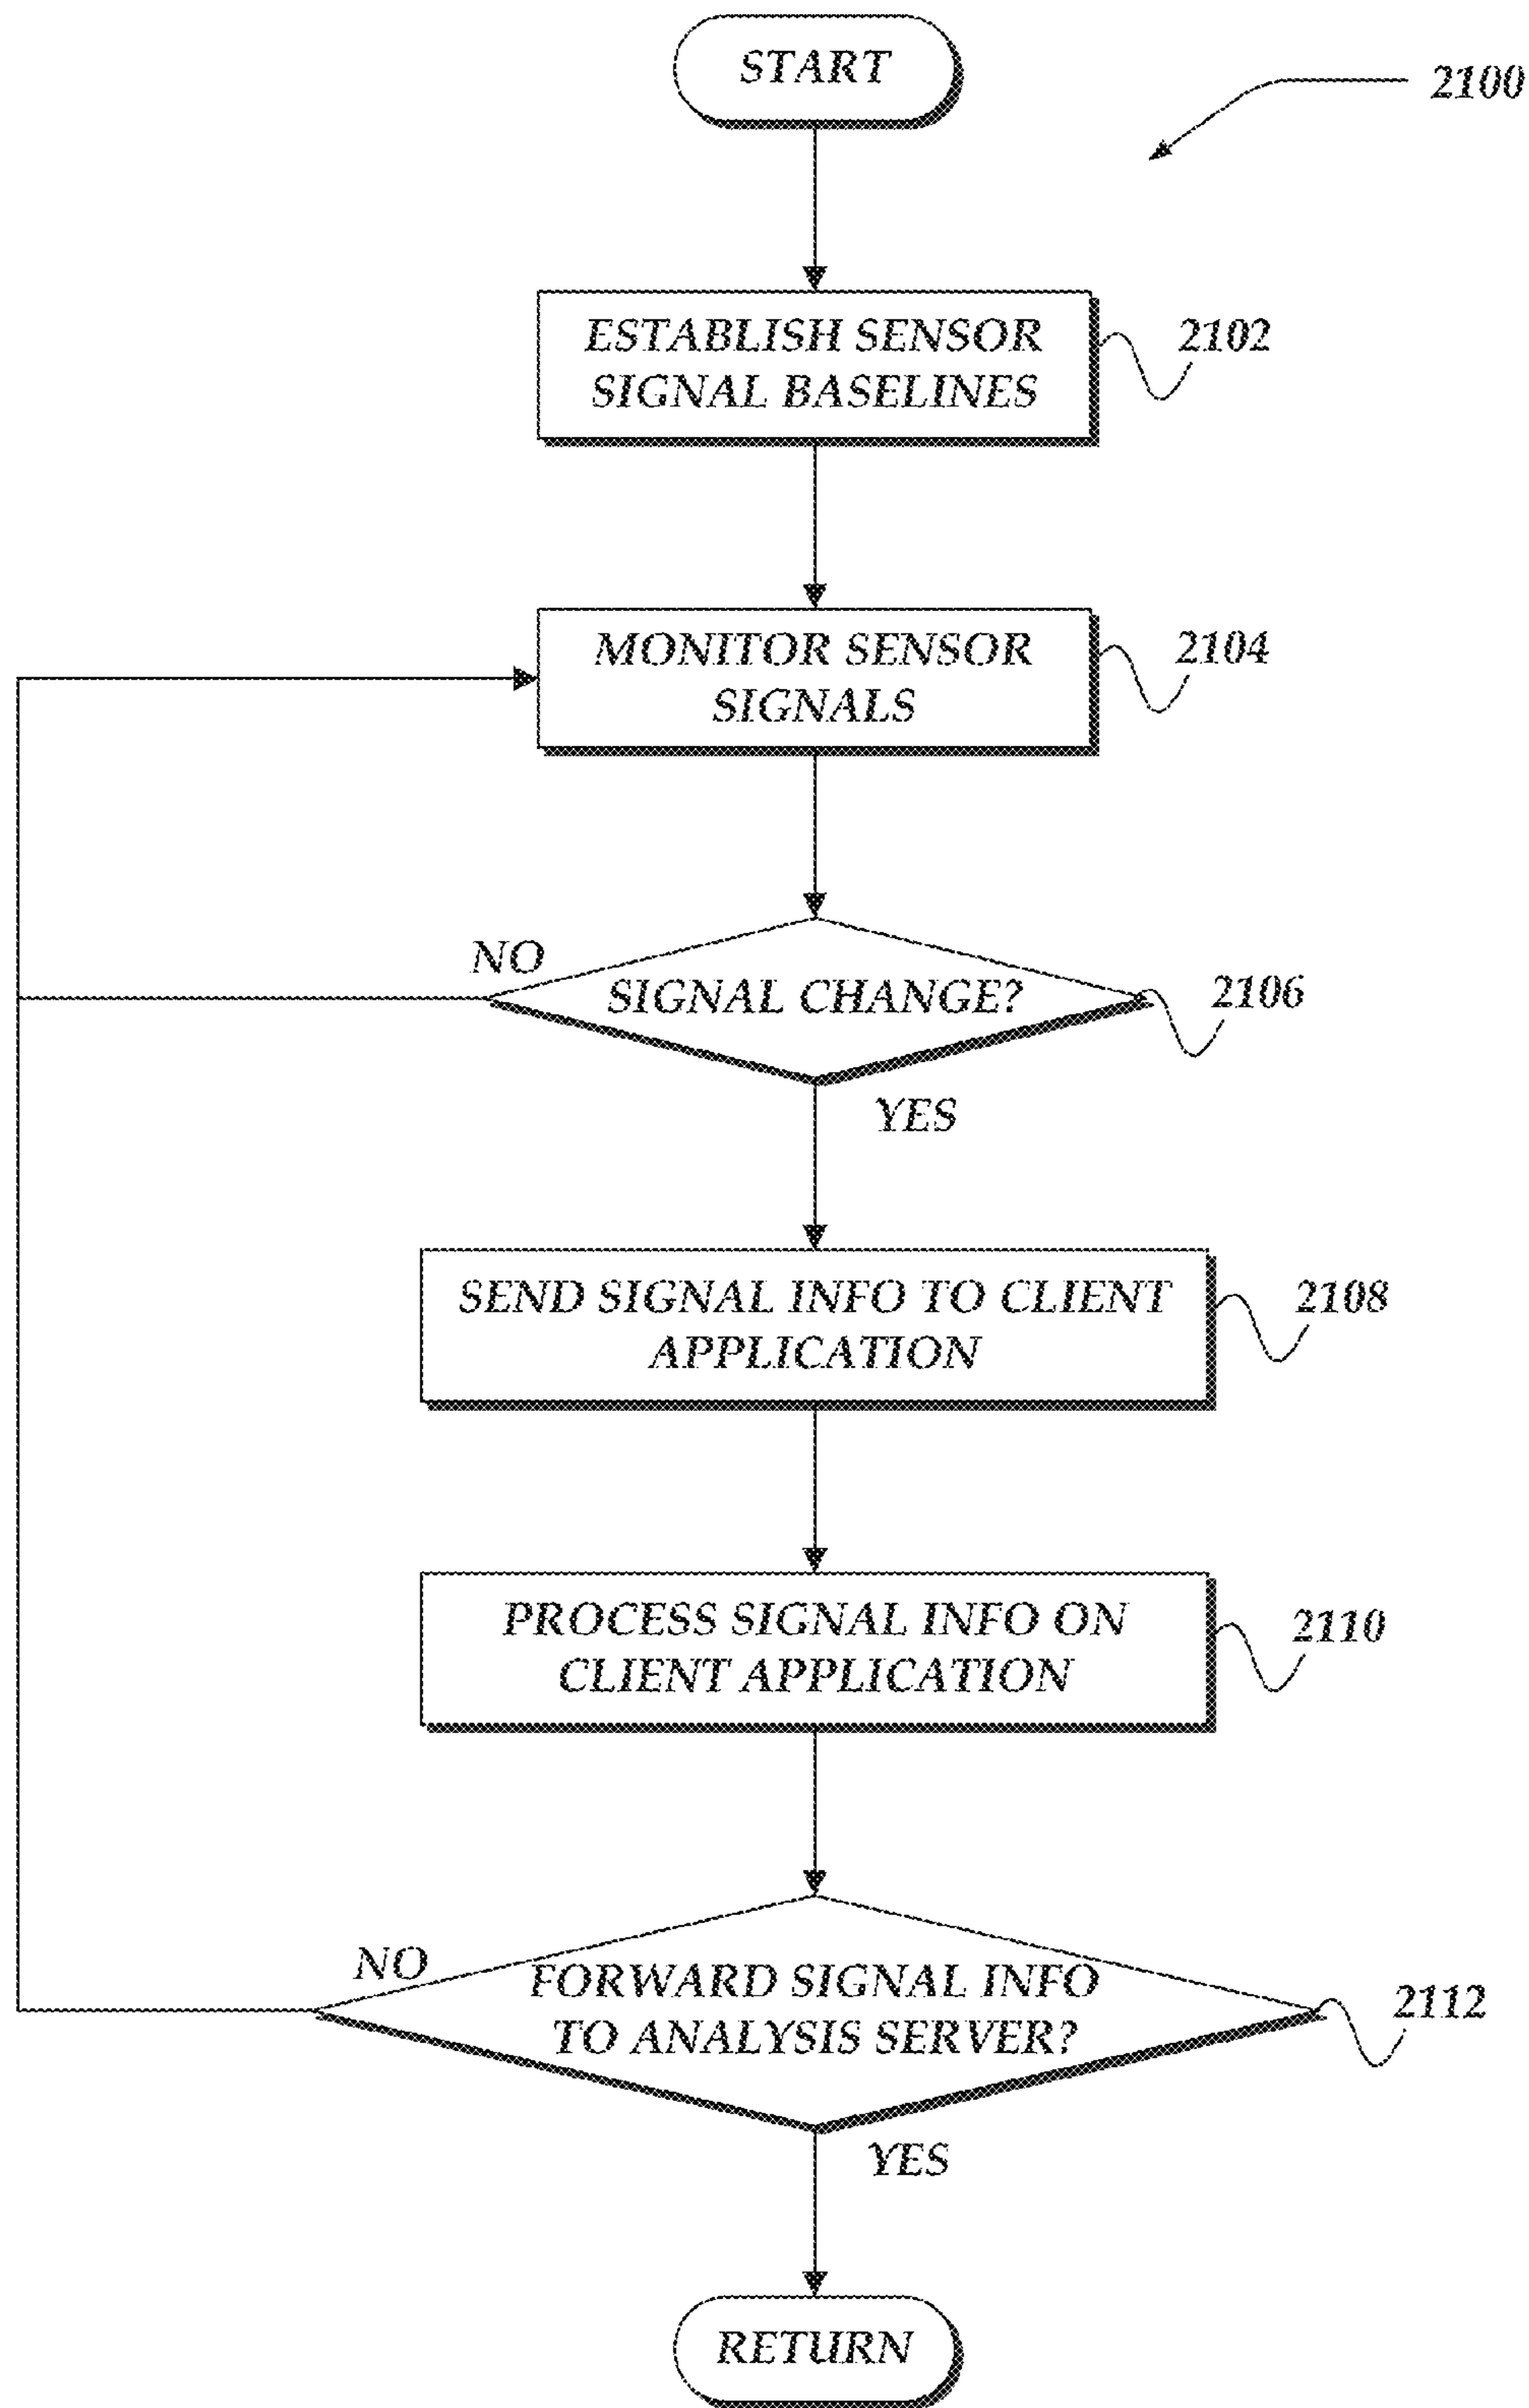 START
2100
ESTABLISH SENSOR
SIGNAL BASELINES
2102
MONITOR SENSOR
SIGNALS
2104
NO
SIGNAL CHANGE?
2106
YES
SEND SIGNAL INFO TO CLIENT
APPLICATION
2108
PROCESS SIGNAL INFO ON
CLIENT APPLICATION
2110
NO
FORWARD SIGNAL INFO
TO ANALYSIS SERVER?
2112
YES
RETURN